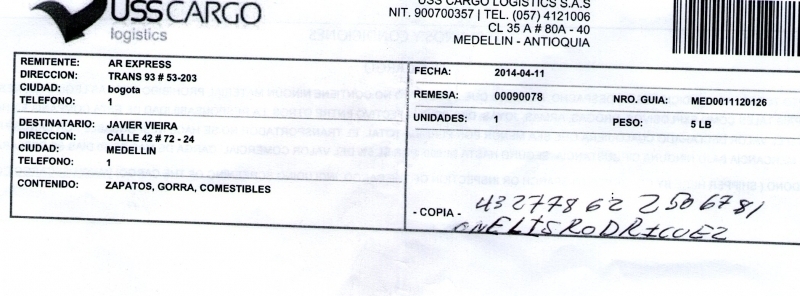 USSCARGO
logistics
USS CARGO LOGISTICS S.A.S
NIT. 900700357 | TEL. (057) 4121006
CL 35 A # 80A - 40
MEDELLIN - ANTIOQUIA
REMITENTE: AR EXPRESS
DIRECCION: TRANS 93 # 53-203
CIUDAD: bogota
TELEFONO: 1
DESTINATARIO: JAVIER VIEIRA
DIRECCION: CALLE 42 # 72 - 24
CIUDAD: MEDELLIN
TELEFONO: 1
CONTENIDO: ZAPATOS, GORRA, COMESTIBLES
FECHA: 2014-04-11
REMESA: 00090078 NRO. GUIA: MED0011120126
UNIDADES: 1 PESO: 5 LB
- COPIA - 43277862 2506781
ONELIS RODRIGUEZ